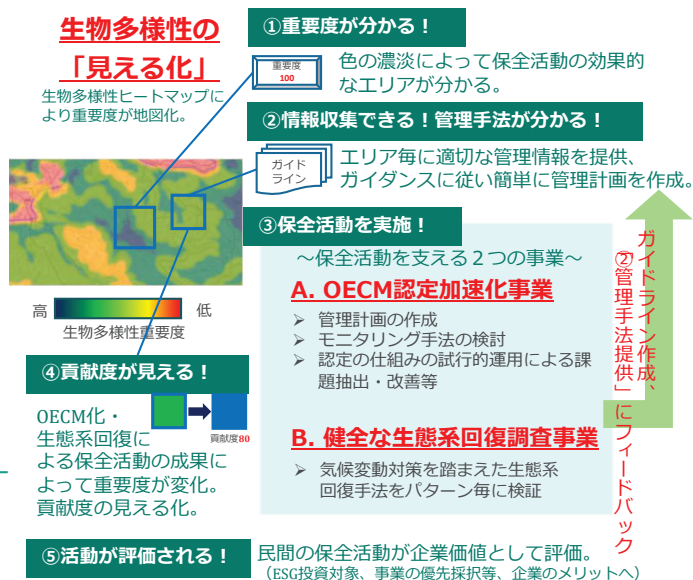 生物多様性の
「見える化」
生物多様性ヒートマップに
より重要度が地図化。
①重要度が分かる！
重要度
100
色の濃淡によって保全活動の効果的
なエリアが分かる。
②情報収集できる！管理手法が分かる！
ガイド
ライン
エリア毎に適切な管理情報を提供、
ガイダンスに従い簡単に管理計画を作成。
③保全活動を実施！
～保全活動を支える２つの事業～
A. OECM認定加速化事業
➢ 管理計画の作成
➢ モニタリング手法の検討
➢ 認定の仕組みの試行的運用による課
題抽出・改善等
B. 健全な生態系回復調査事業
➢ 気候変動対策を踏まえた生態系
回復手法をパターン毎に検証
ガイドライン作成、
②管理手法提供」にフィードバック
高 低
生物多様性重要度
④貢献度が見える！
貢献度80
OECM化・
生態系回復に
よる保全活動の成果に
よって重要度が変化。
貢献度の見える化。
⑤活動が評価される！
民間の保全活動が企業価値として評価。
（ESG投資対象、事業の優先採択等、企業のメリットへ）